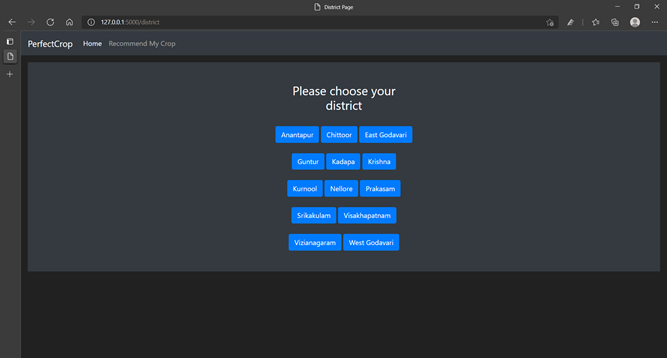 District Page
127.0.0.1:5000/district
PerfectCrop Home Recommend My Crop
Please choose your
district
Anantapur Chittoor East Godavari
Guntur Kadapa Krishna
Kurnool Nellore Prakasam
Srikakulam Visakhapatnam
Vizianagaram West Godavari